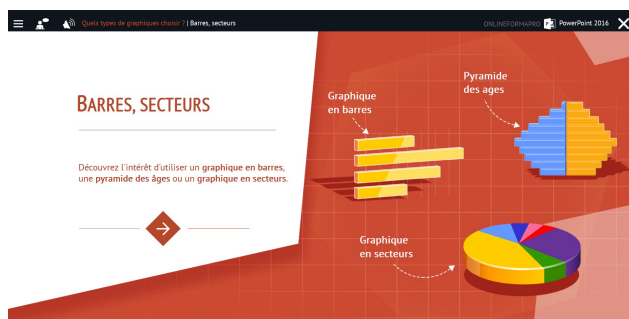 Quels types de graphiques choisir ? | Barres, secteurs
ONLINEFORMAPRO
PowerPoint 2016
BARRES, SECTEURS
Découvrez l'intérêt d'utiliser un graphique en barres,
une pyramide des âges ou un graphique en secteurs.
Graphique
en barres
Pyramide
des ages
Graphique
en secteurs